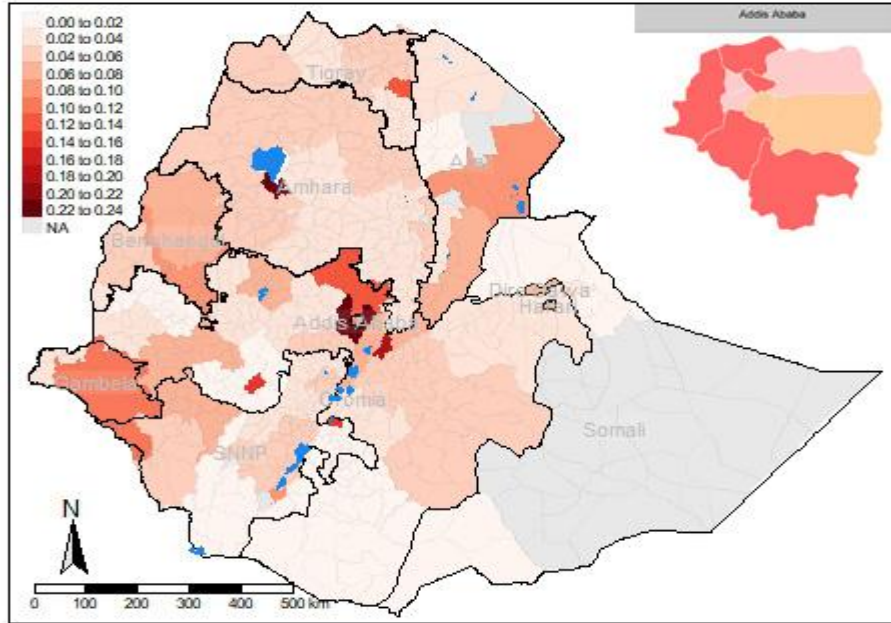 0.00 to 0.02
0.02 to 0.04
0.04 to 0.06
0.06 to 0.08
0.08 to 0.10
0.10 to 0.12
0.12 to 0.14
0.14 to 0.16
0.16 to 0.18
0.18 to 0.20
0.20 to 0.22
0.22 to 0.24
NA
Addis Ababa
Tigray
Amhara
Addis Ababa
Gambela
Oromia
SNNP
Somali
N
0 100 200 300 400 500 km